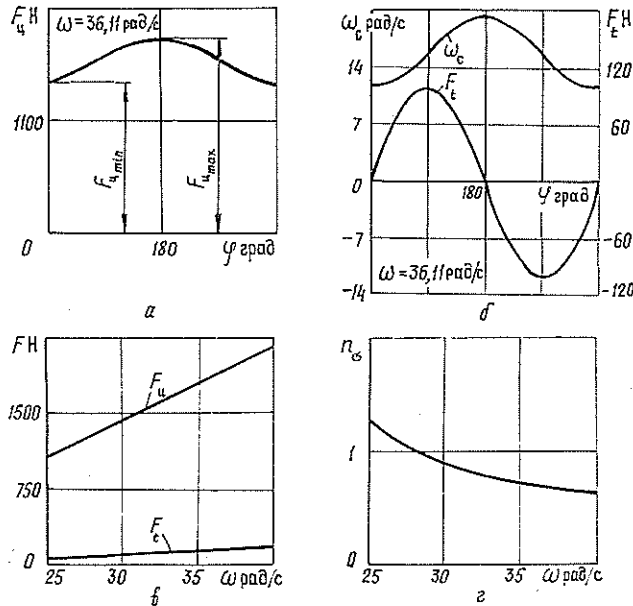 Fц Н
ω = 36,11 рад/с
1100
Fц min
Fц max
0
180
φ град
а
ωс рад/с
Ft Н
ωс
14
120
Ft
7
60
0
180
0
φ град
-7
-60
ω = 36,11 рад/с
-14
-120
б
F Н
Fц
1500
750
Ft
0
25
30
35
ω рад/с
в
nσ
1
0
25
30
35
ω рад/с
г